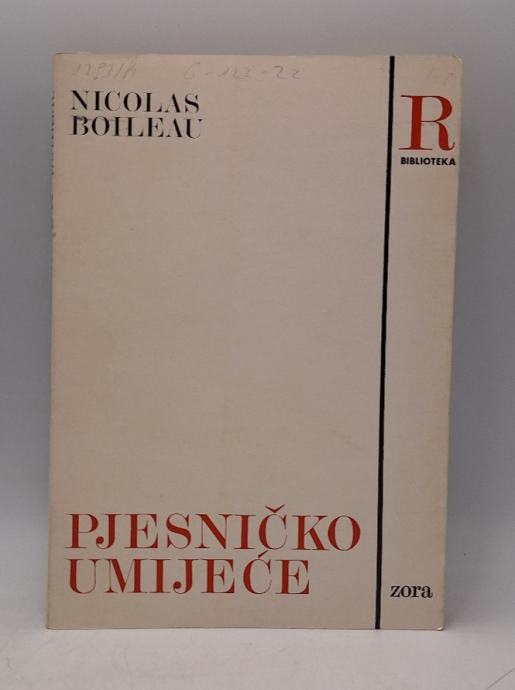 NICOLAS
BOILEAU
R
BIBLIOTEKA
PJESNIČKO
UMIJEĆE
zora